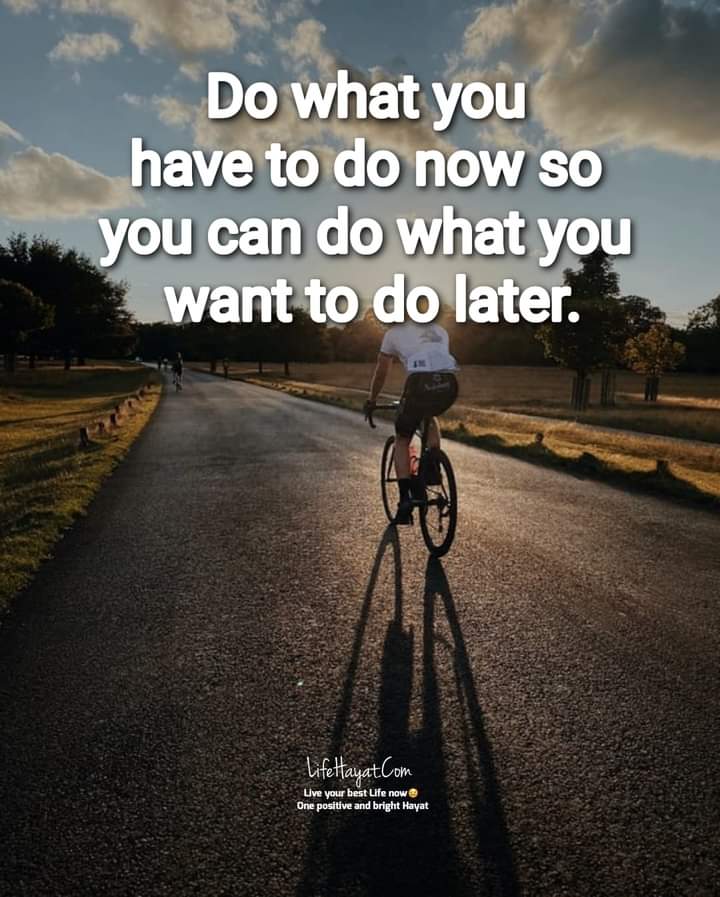 Do what you
have to do now so
you can do what you
want to do later.
LifeHayat.Com
Live your best Life now😊
One positive and bright Hayat